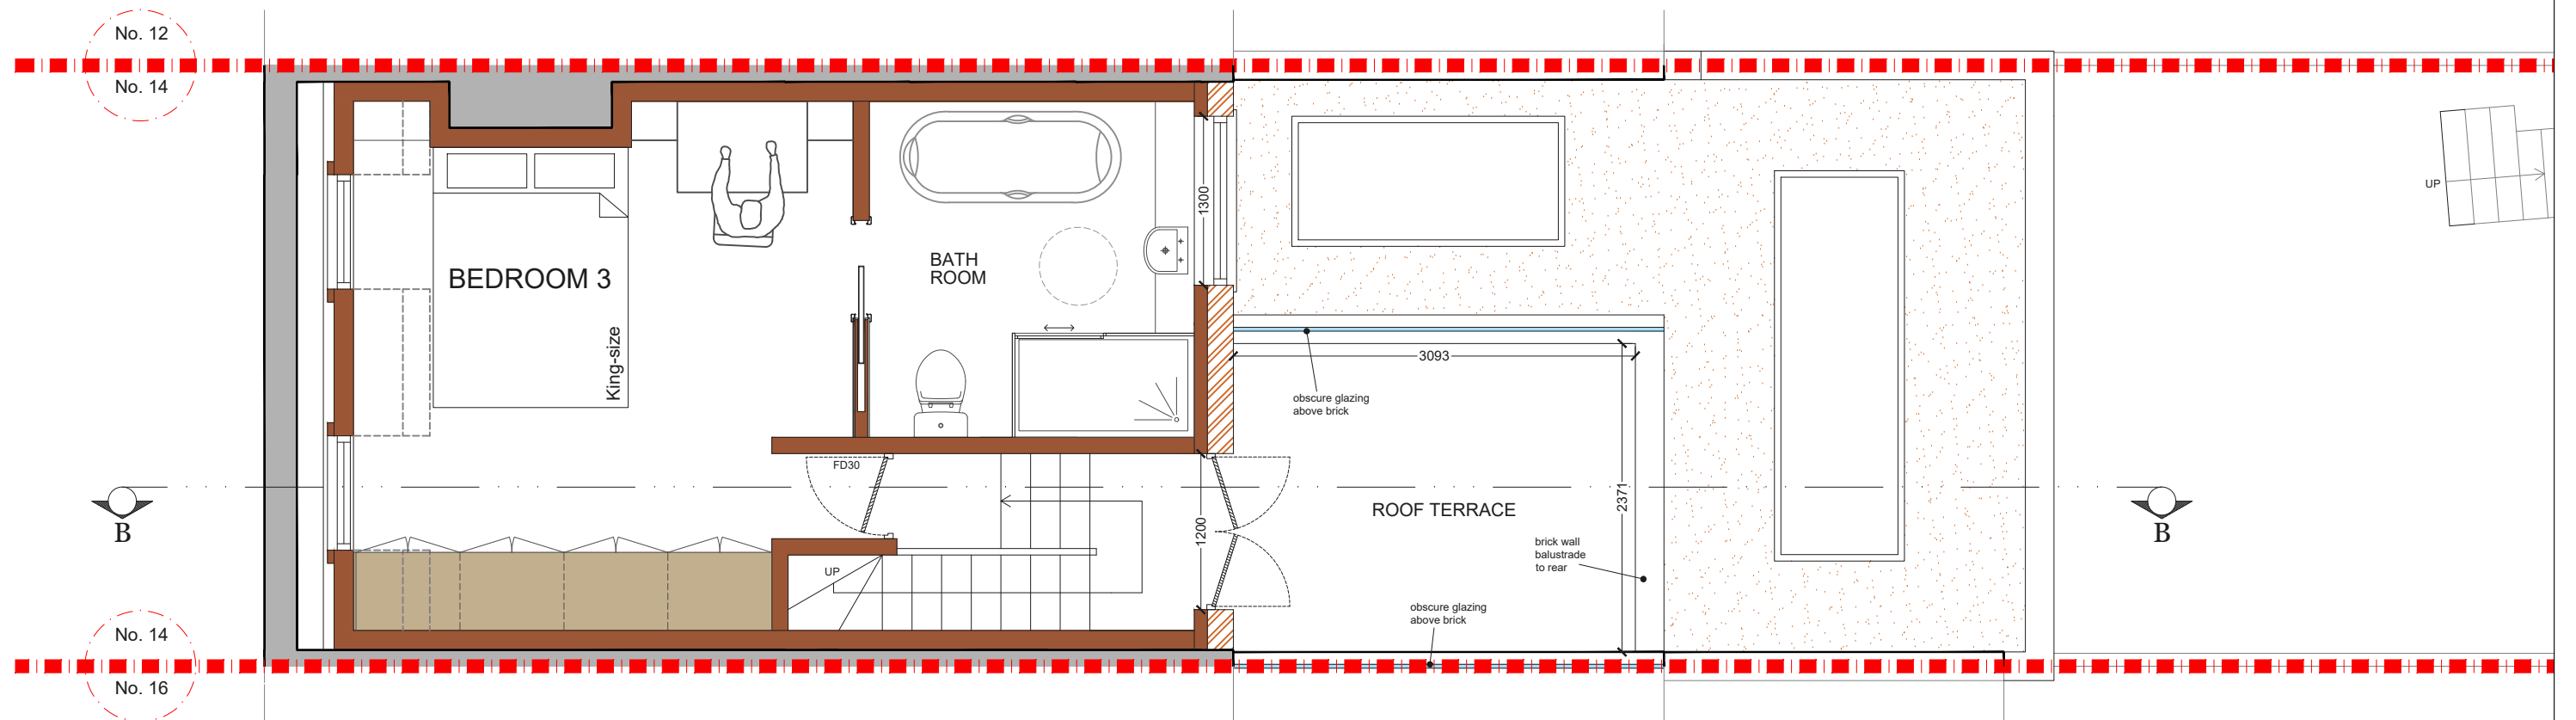 No. 12
No. 14
UP
1300
BATH
ROOM
BEDROOM 3
King-size
3093
obscure glazing
above brick
FD30
2371
ROOF TERRACE
B
B
1200
brick wall
balustrade
to rear
UP
obscure glazing
above brick
No. 14
No. 16